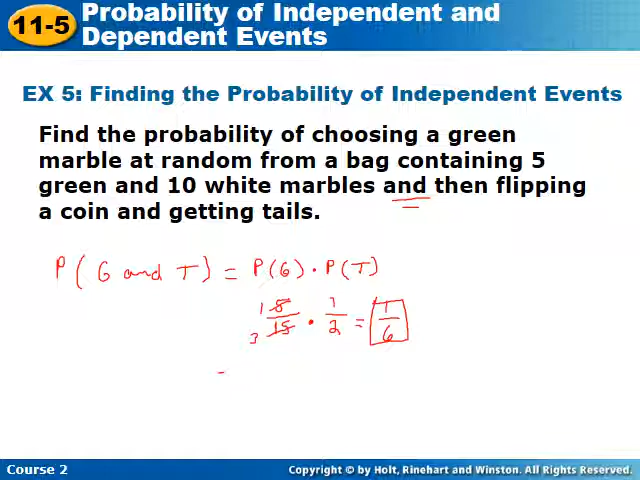 11-5 Probability of Independent and
Dependent Events
EX 5: Finding the Probability of Independent Events
Find the probability of choosing a green
marble at random from a bag containing 5
green and 10 white marbles and then flipping
a coin and getting tails.
P(G and T) = P(G) · P(T)
1 5/15 3 · 1/2 = 1/6
Course 2
Copyright © by Holt, Rinehart and Winston. All Rights Reserved.